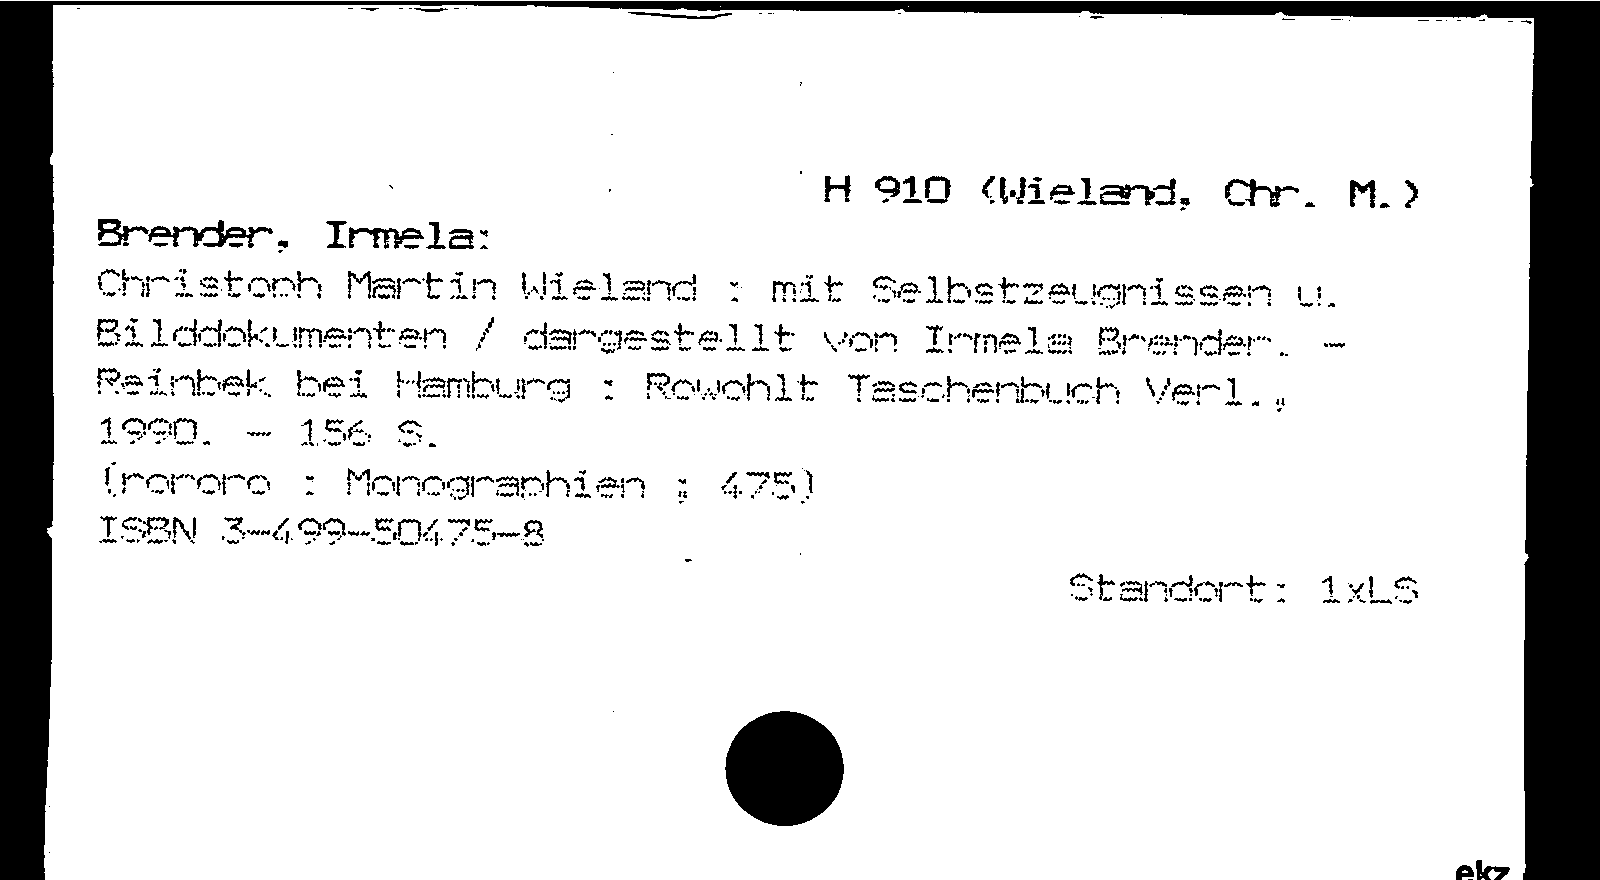 H 910 (Wieland, Chr. M.)
Brender, Irmela:
Christoph Martin Wieland : mit Selbstzeugnissen u.
Bilddokumenten / dargestellt von Irmela Brender. -
Reinbek bei Hamburg : Rowohlt Taschenbuch Verl.,
1990. - 156 S.
(rororo : Monographien ; 475)
ISBN 3-499-50475-8
Standort: 1xLS
ekz